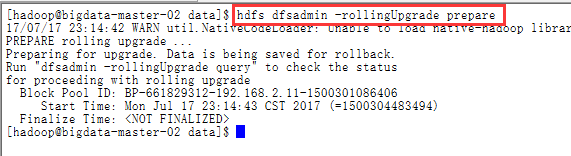 [hadoop@bigdata-master-02 data]$ hdfs dfsadmin -rollingUpgrade prepare
17/07/17 23:14:42 WARN util.NativeCodeLoader: Unable to load native-hadoop librar
PREPARE rolling upgrade ...
Preparing for upgrade. Data is being saved for rollback.
Run "dfsadmin -rollingUpgrade query" to check the status
for proceeding with rolling upgrade
Block Pool ID: BP-661829312-192.168.2.11-1500301086406
Start Time: Mon Jul 17 23:14:43 CST 2017 (=1500304483494)
Finalize Time: <NOT FINALIZED>
[hadoop@bigdata-master-02 data]$